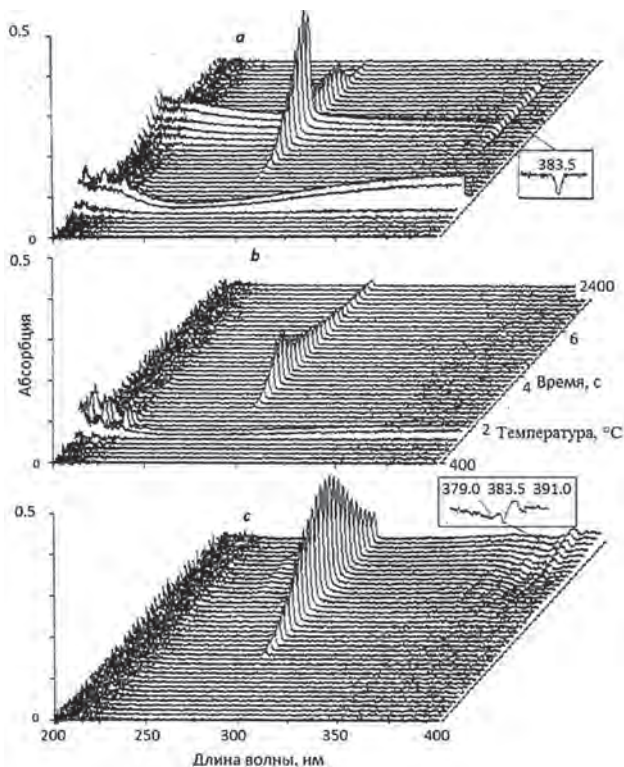 0.5
a
383.5
0
0.5
b
2400
6
4 Время, с
2 Температура, °C
400
0
Абсорбция
379.0 383.5 391.0
0.5
c
0
200 250 300 350 400
Длина волны, нм